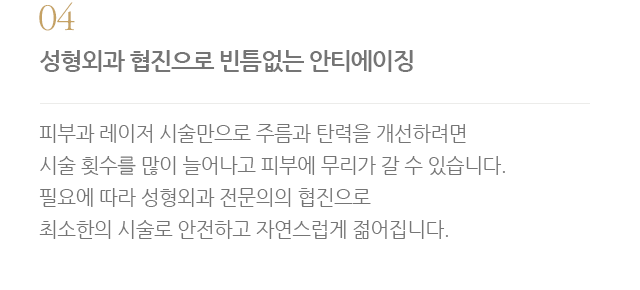 04
성형외과 협진으로 빈틈없는 안티에이징
피부과 레이저 시술만으로 주름과 탄력을 개선하려면
시술 횟수를 많이 늘어나고 피부에 무리가 갈 수 있습니다.
필요에 따라 성형외과 전문의의 협진으로
최소한의 시술로 안전하고 자연스럽게 젊어집니다.